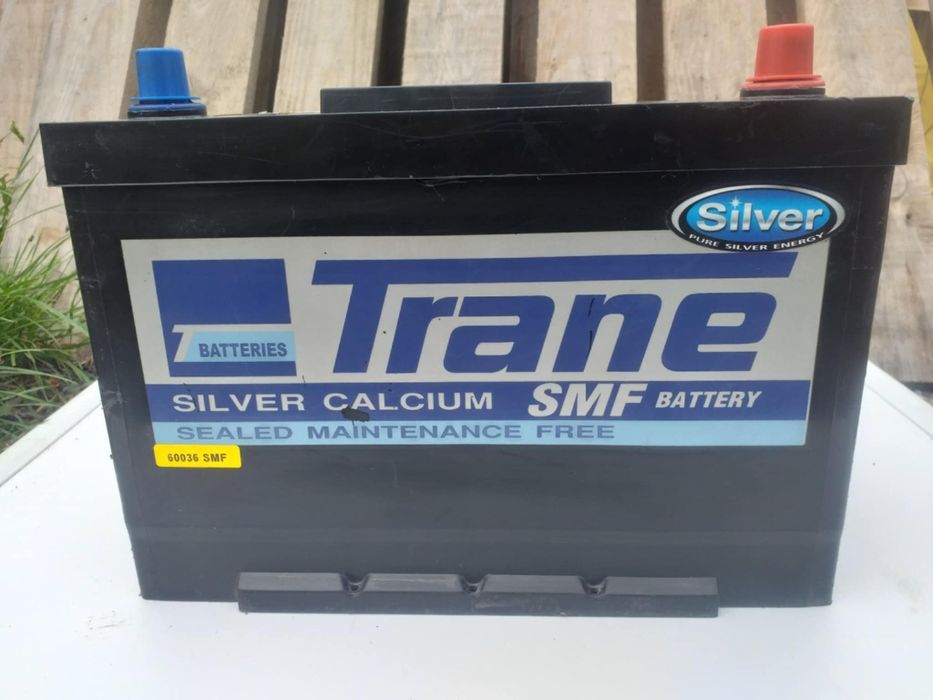 Silver
PURE SILVER ENERGY
Trane
T BATTERIES
SILVER CALCIUM SMF BATTERY
SEALED MAINTENANCE FREE
60036 SMF